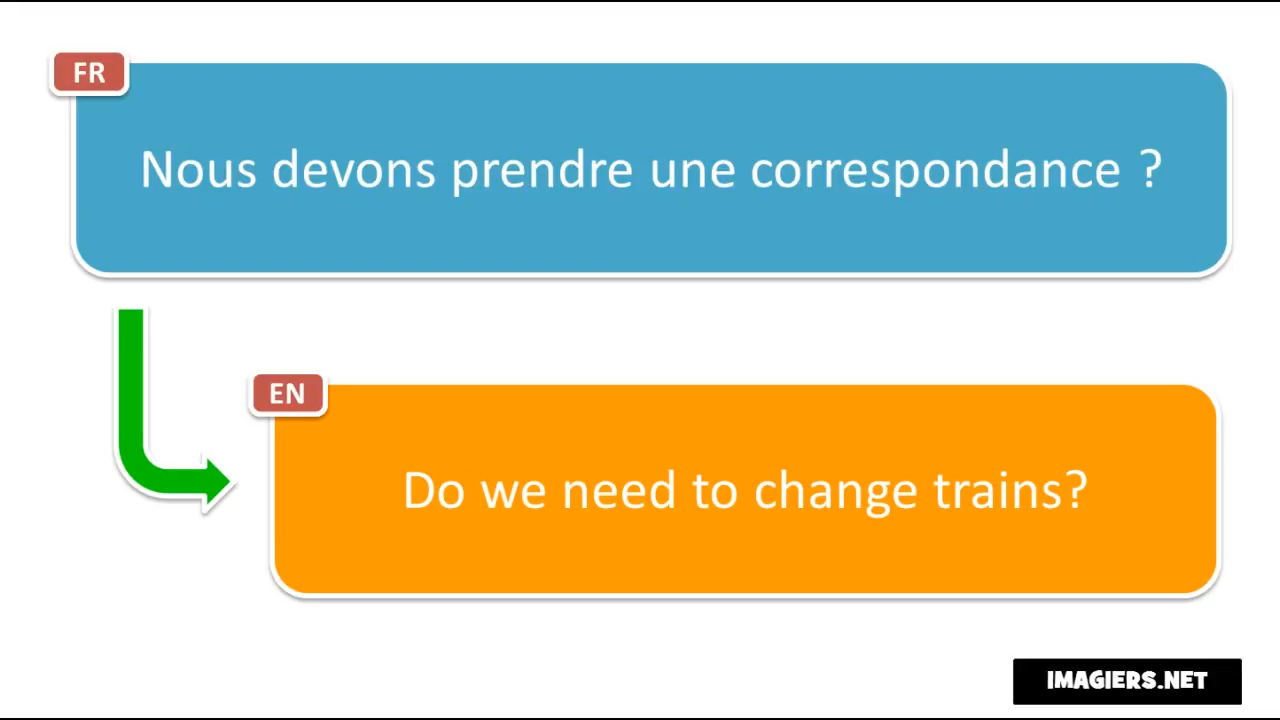 FR
Nous devons prendre une correspondance ?
EN
Do we need to change trains?
IMAGIERS.NET